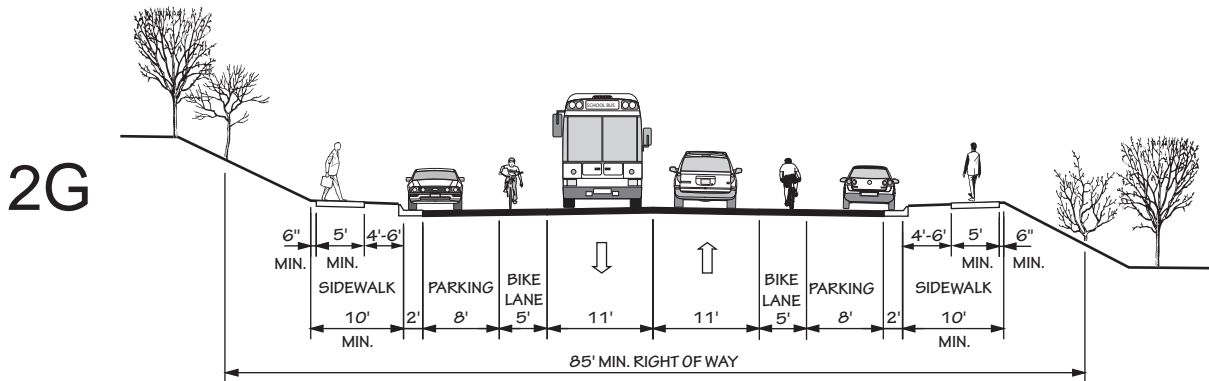 2G
SCHOOL BUS
6" 5' 4'-6' 4'-6' 5' 6"
MIN. MIN. MIN. MIN.
SIDEWALK PARKING BIKE LANE BIKE LANE PARKING SIDEWALK
10' 2' 8' 5' 11' 11' 5' 8' 2' 10'
MIN. MIN.
85' MIN. RIGHT OF WAY